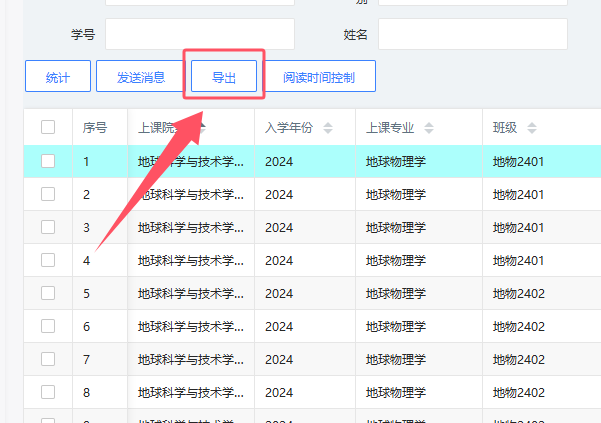 学号 姓名
统计 发送消息 导出 阅读时间控制
序号 上课院 入学年份 上课专业 班级
1 地球科学与技术学... 2024 地球物理学 地物2401
2 地球科学与技术学... 2024 地球物理学 地物2401
3 地球科学与技术学... 2024 地球物理学 地物2401
4 地球科学与技术学... 2024 地球物理学 地物2401
5 地球科学与技术学... 2024 地球物理学 地物2402
6 地球科学与技术学... 2024 地球物理学 地物2402
7 地球科学与技术学... 2024 地球物理学 地物2402
8 地球科学与技术学... 2024 地球物理学 地物2402